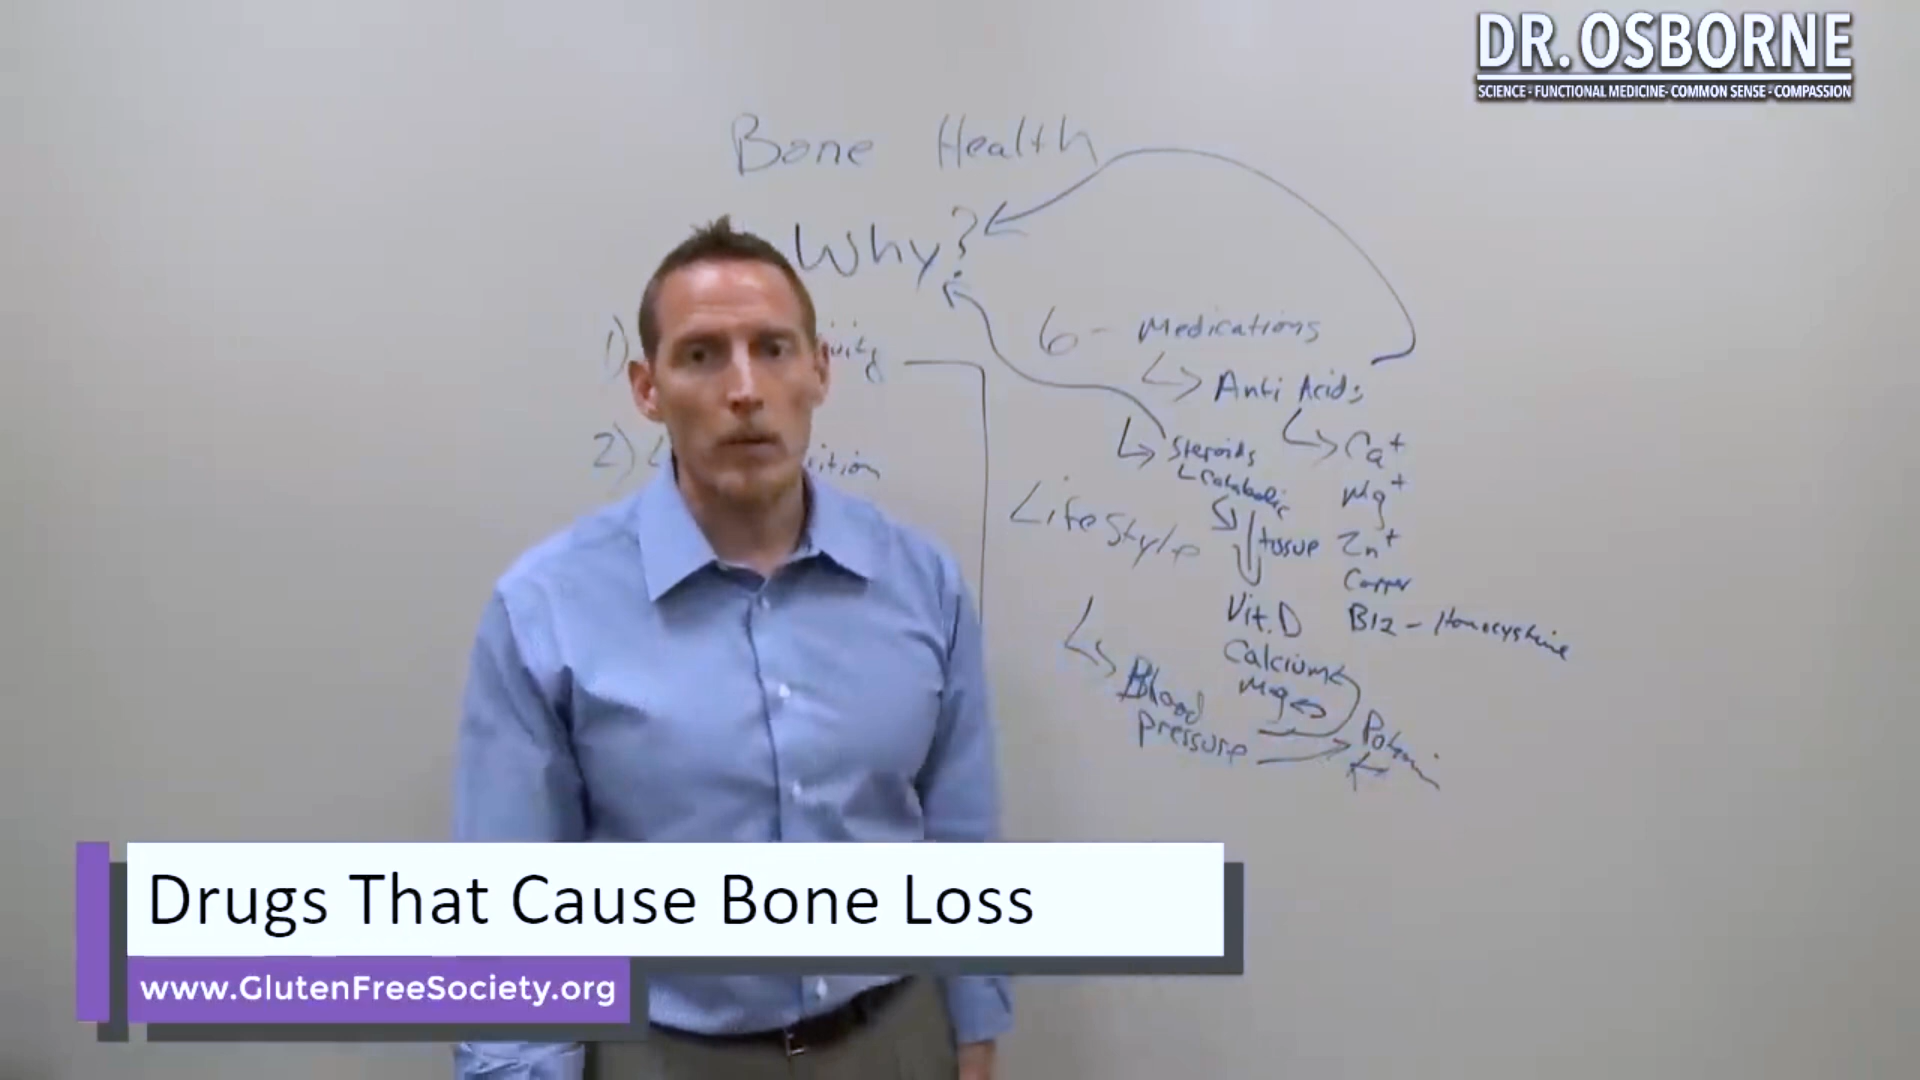 DR. OSBORNE
SCIENCE - FUNCTIONAL MEDICINE - COMMON SENSE - COMPASSION
Bone Health
Why?
6 - Medications
Anti Acids
1)
Steroids
Catabolic
tissue
Vit. D
Calcium
Mg
Ca+
Mg+
Zn+
Copper
B12 - Homocysteine
2)
Lifestyle
Blood
pressure
Drugs That Cause Bone Loss
www.GlutenFreeSociety.org